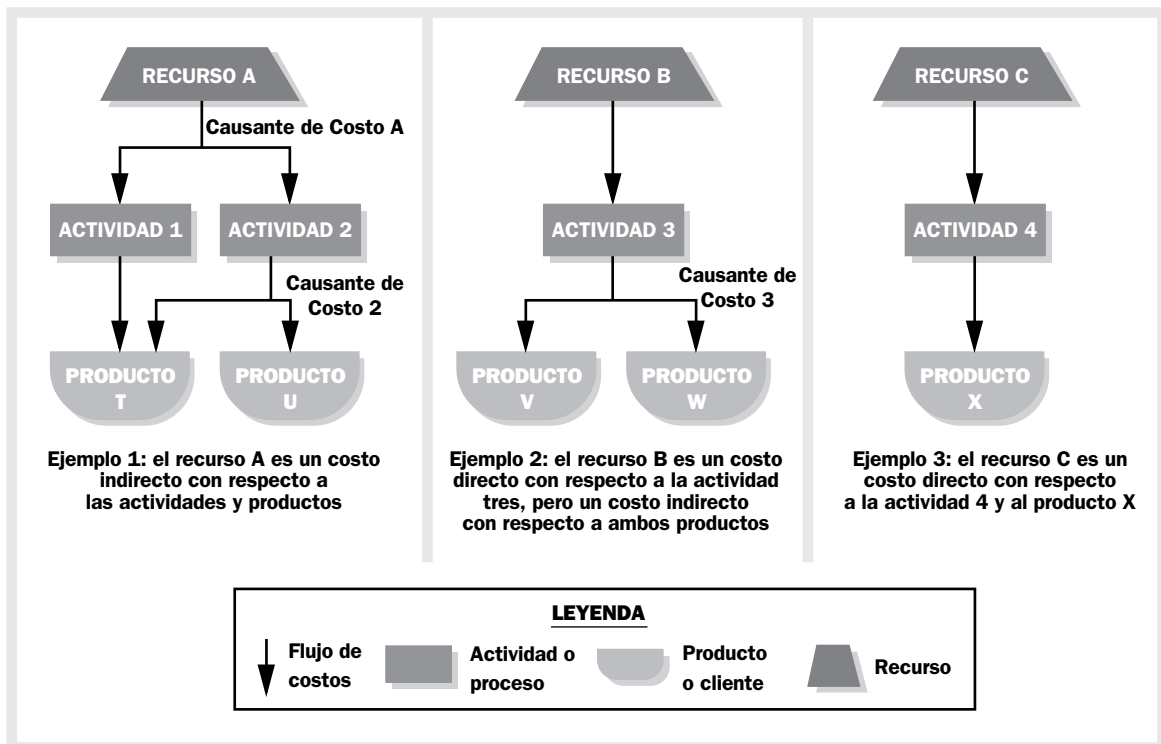 RECURSO A
Causante de Costo A
ACTIVIDAD 1
ACTIVIDAD 2
Causante de
Costo 2
PRODUCTO
T
PRODUCTO
U
Ejemplo 1: el recurso A es un costo
indirecto con respecto a
las actividades y productos
RECURSO B
ACTIVIDAD 3
Causante de
Costo 3
PRODUCTO
V
PRODUCTO
W
Ejemplo 2: el recurso B es un costo
directo con respecto a la actividad
tres, pero un costo indirecto
con respecto a ambos productos
RECURSO C
ACTIVIDAD 4
PRODUCTO
X
Ejemplo 3: el recurso C es un
costo directo con respecto
a la actividad 4 y al producto X
LEYENDA
Flujo de
costos
Actividad o
proceso
Producto
o cliente
Recurso